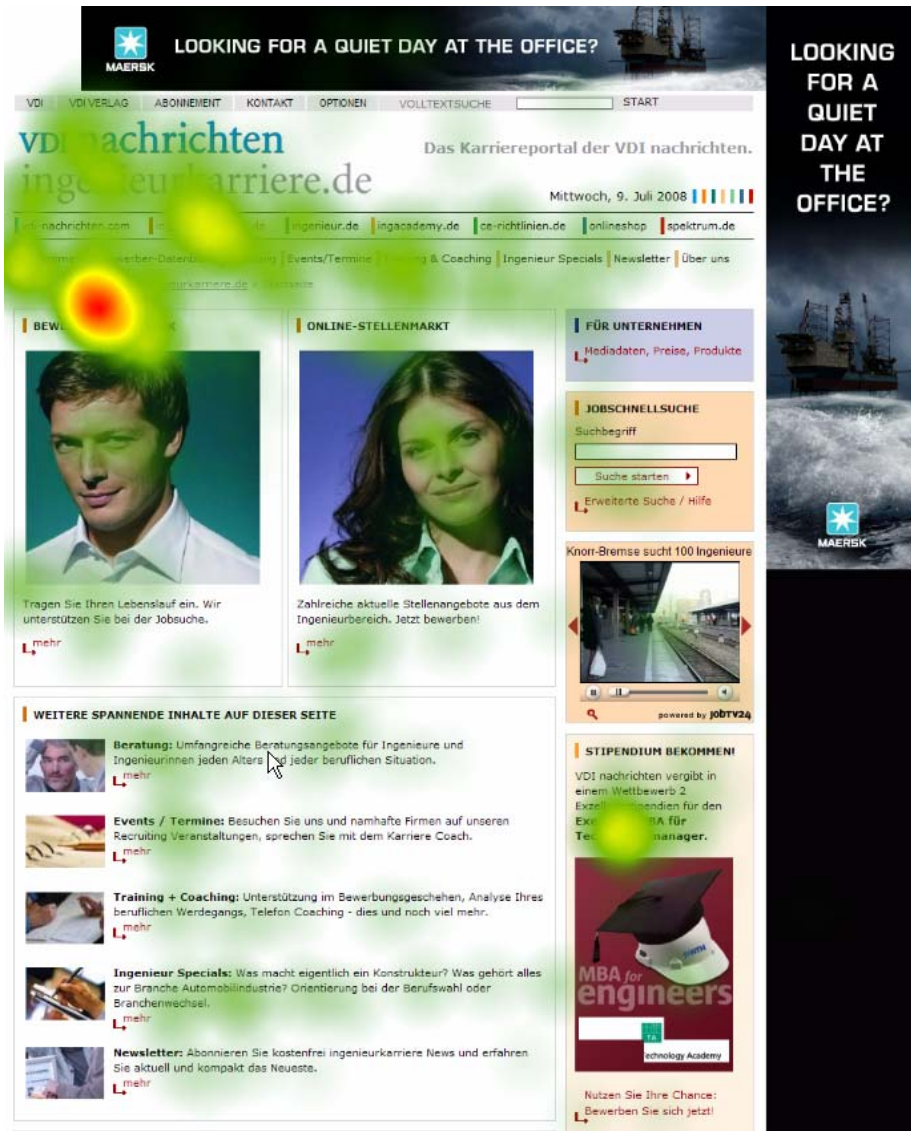 MAERSK
LOOKING FOR A QUIET DAY AT THE OFFICE?
VDI VDI VERLAG ABONNEMENT KONTAKT OPTIONEN VOLLTEXTSUCHE START
VDI nachrichten
Das Karriereportal der VDI nachrichten.
ingenieurkarriere.de
Mittwoch, 9. Juli 2008
vdi-nachrichten.com
ingenieur.de ingacademy.de ce-richtlinien.de onlineshop spektrum.de
Events/Termine & Coaching Ingenieur Specials Newsletter Über uns
ONLINE-STELLENMARKT
Tragen Sie Ihren Lebenslauf ein. Wir
unterstützen Sie bei der Jobsuche.
mehr
Zahlreiche aktuelle Stellenangebote aus dem
Ingenieurbereich. Jetzt bewerben!
mehr
FÜR UNTERNEHMEN
Mediadaten, Preise, Produkte
JOBSCHNELLSUCHE
Suchbegriff
Suche starten
Erweiterte Suche / Hilfe
Knorr-Bremse sucht 100 Ingenieure
powered by JOBTV24
WEITERE SPANNENDE INHALTE AUF DIESER SEITE
Beratung: Umfangreiche Beratungsangebote für Ingenieure und
Ingenieurinnen jeden Alters und jeder beruflichen Situation.
mehr
Events / Termine: Besuchen Sie uns und namhafte Firmen auf unseren
Recruiting Veranstaltungen, sprechen Sie mit dem Karriere Coach.
mehr
Training + Coaching: Unterstützung im Bewerbungsgeschehen, Analyse Ihres
beruflichen Werdegangs, Telefon Coaching - dies und noch viel mehr.
mehr
Ingenieur Specials: Was macht eigentlich ein Konstrukteur? Was gehört alles
zur Branche Automobilindustrie? Orientierung bei der Berufswahl oder
Branchenwechsel.
mehr
Newsletter: Abonnieren Sie kostenfrei ingenieurkarriere News und erfahren
Sie aktuell und kompakt das Neueste.
mehr
STIPENDIUM BEKOMMEN!
VDI nachrichten vergibt in
einem Wettbewerb 2
für den
MBA für
MBA for
engineers
TA
Technology Academy
Nutzen Sie Ihre Chance:
Bewerben Sie sich jetzt!
LOOKING
FOR A
QUIET
DAY AT
THE
OFFICE?
MAERSK